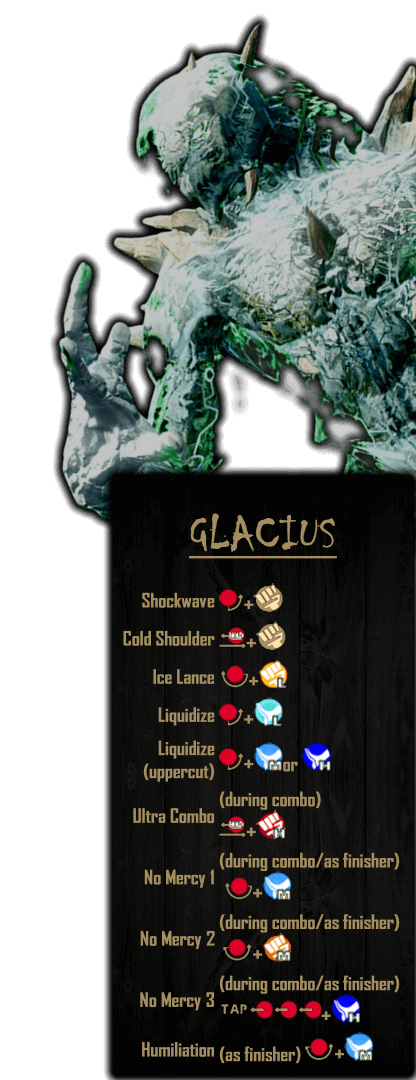 GLACIUS
Shockwave + 
Cold Shoulder + 
Ice Lance + L
Liquidize + L
Liquidize
(uppercut) + M or H
(during combo)
Ultra Combo + H
(during combo/as finisher)
No Mercy 1 + M
(during combo/as finisher)
No Mercy 2 + M
(during combo/as finisher)
No Mercy 3 TAP + H
Humiliation (as finisher) + M